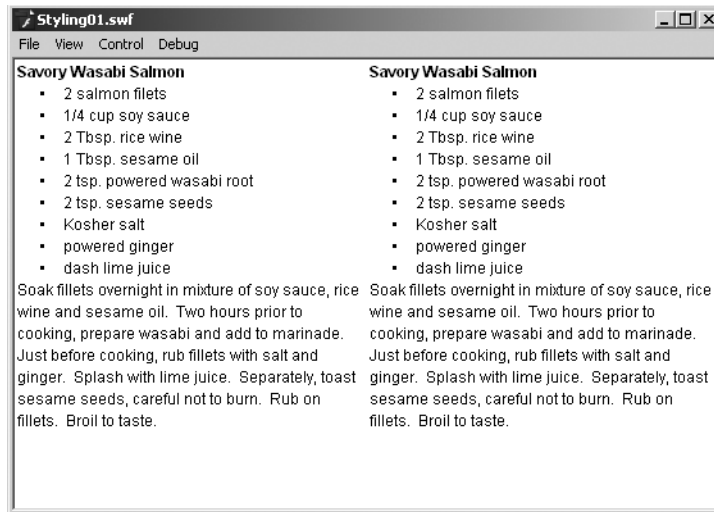 Styling01.swf
File View Control Debug
Savory Wasabi Salmon
▪ 2 salmon filets
▪ 1/4 cup soy sauce
▪ 2 Tbsp. rice wine
▪ 1 Tbsp. sesame oil
▪ 2 tsp. powered wasabi root
▪ 2 tsp. sesame seeds
▪ Kosher salt
▪ powered ginger
▪ dash lime juice
Soak fillets overnight in mixture of soy sauce, rice
wine and sesame oil. Two hours prior to
cooking, prepare wasabi and add to marinade.
Just before cooking, rub fillets with salt and
ginger. Splash with lime juice. Separately, toast
sesame seeds, careful not to burn. Rub on
fillets. Broil to taste.
Savory Wasabi Salmon
▪ 2 salmon filets
▪ 1/4 cup soy sauce
▪ 2 Tbsp. rice wine
▪ 1 Tbsp. sesame oil
▪ 2 tsp. powered wasabi root
▪ 2 tsp. sesame seeds
▪ Kosher salt
▪ powered ginger
▪ dash lime juice
Soak fillets overnight in mixture of soy sauce, rice
wine and sesame oil. Two hours prior to
cooking, prepare wasabi and add to marinade.
Just before cooking, rub fillets with salt and
ginger. Splash with lime juice. Separately, toast
sesame seeds, careful not to burn. Rub on
fillets. Broil to taste.